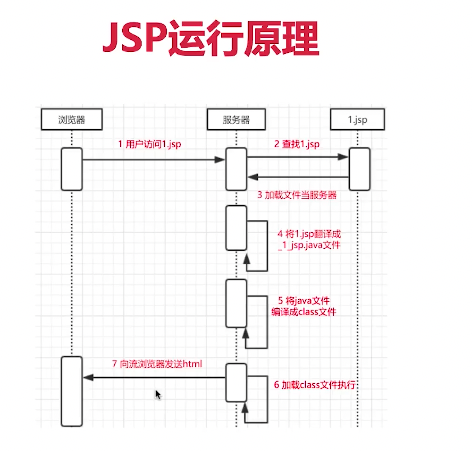 JSP运行原理
浏览器
服务器
1.jsp
1 用户访问1.jsp
2 查找1.jsp
3 加载文件当服务器
4 将1.jsp翻译成
_1_jsp.java文件
5 将java文件
编译成class文件
7 向流浏览器发送html
6 加载class文件执行